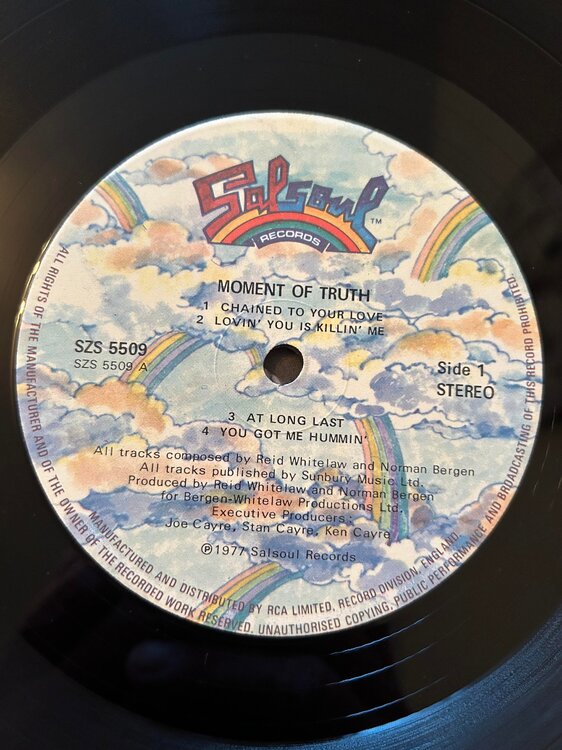 Salsoul TM
RECORDS
MOMENT OF TRUTH
1 CHAINED TO YOUR LOVE
2 LOVIN' YOU IS KILLIN' ME
SZS 5509
SZS 5509 A
Side 1
STEREO
3 AT LONG LAST
4 YOU GOT ME HUMMIN'
All tracks composed by Reid Whitelaw and Norman Bergen
All tracks published by Sunbury Music Ltd.
Produced by Reid Whitelaw and Norman Bergen
for Bergen-Whitelaw Productions Ltd.
Executive Producers:
Joe Cayre, Stan Cayre, Ken Cayre
℗ 1977 Salsoul Records
MANUFACTURED AND DISTRIBUTED BY RCA LIMITED, RECORD DIVISION, ENGLAND.
ALL RIGHTS OF THE MANUFACTURER AND OF THE OWNER OF THE RECORDED WORK RESERVED. UNAUTHORISED COPYING, PUBLIC PERFORMANCE AND BROADCASTING OF THIS RECORD PROHIBITED.